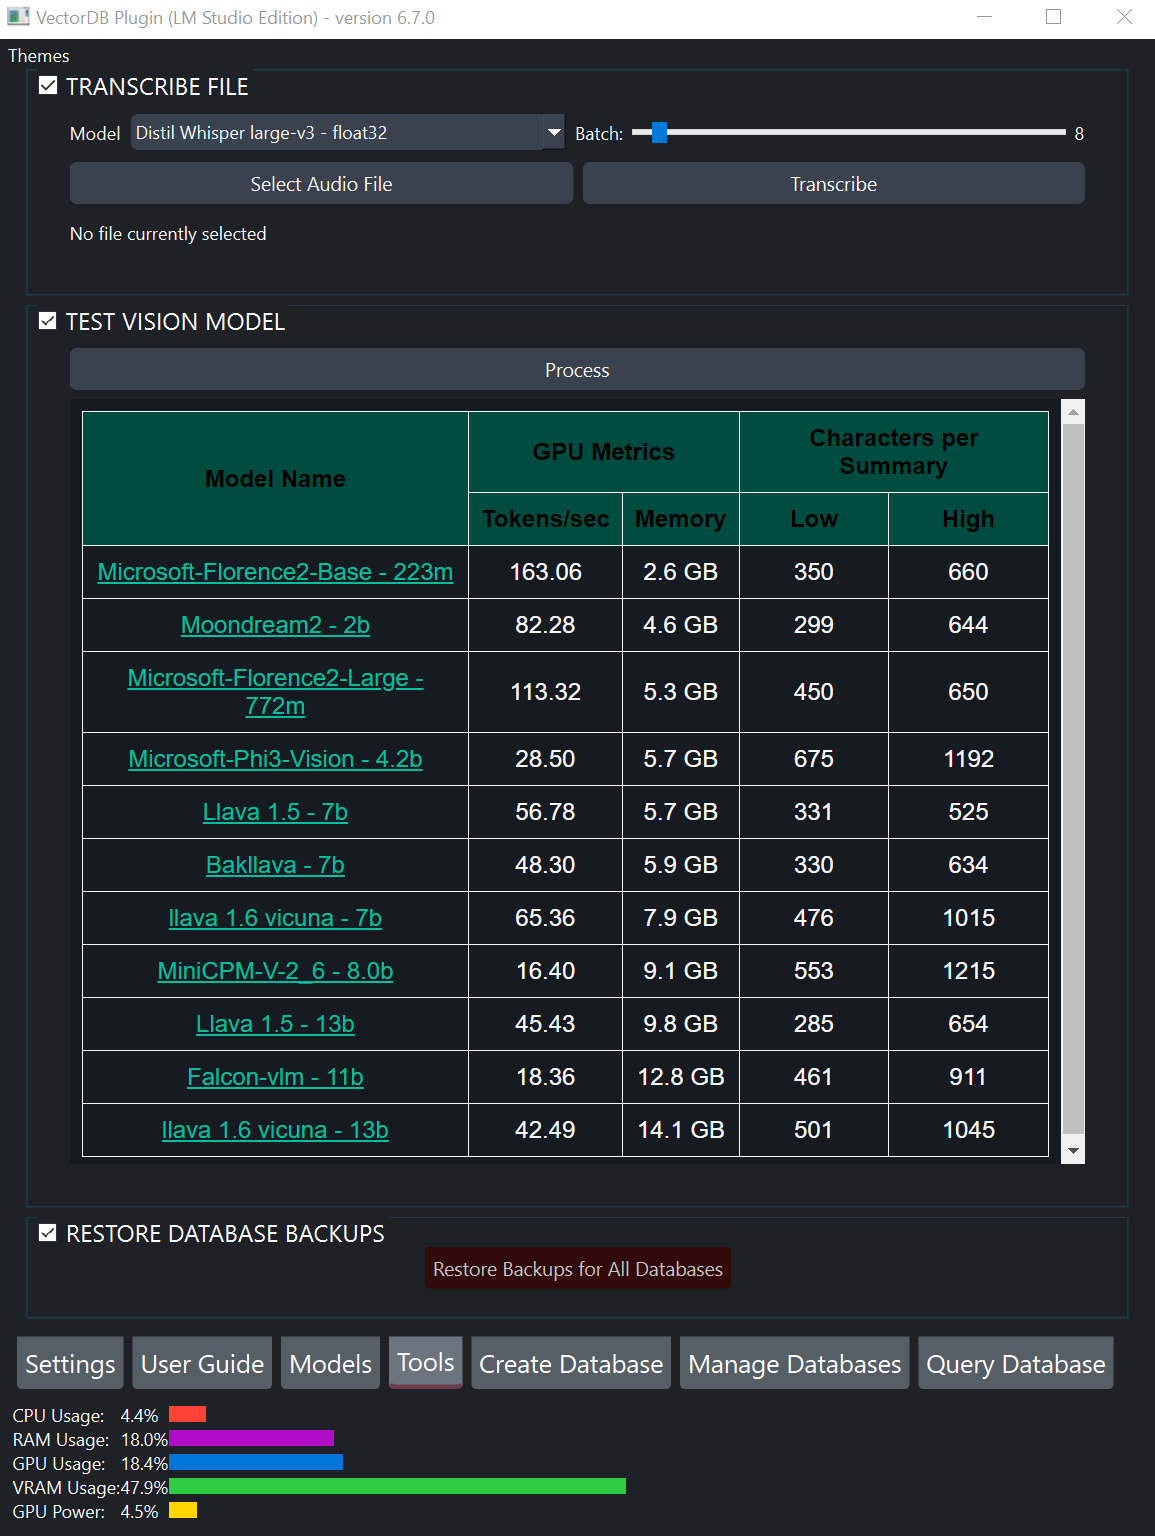 VectorDB Plugin (LM Studio Edition) - version 6.7.0
Themes
TRANSCRIBE FILE
Model Distil Whisper large-v3 - float32 Batch: 8
Select Audio File Transcribe
No file currently selected
TEST VISION MODEL
Process
Model Name GPU Metrics Characters per
Summary
Tokens/sec Memory Low High
Microsoft-Florence2-Base - 223m 163.06 2.6 GB 350 660
Moondream2 - 2b 82.28 4.6 GB 299 644
Microsoft-Florence2-Large -
772m 113.32 5.3 GB 450 650
Microsoft-Phi3-Vision - 4.2b 28.50 5.7 GB 675 1192
Llava 1.5 - 7b 56.78 5.7 GB 331 525
Bakllava - 7b 48.30 5.9 GB 330 634
llava 1.6 vicuna - 7b 65.36 7.9 GB 476 1015
MiniCPM-V-2_6 - 8.0b 16.40 9.1 GB 553 1215
Llava 1.5 - 13b 45.43 9.8 GB 285 654
Falcon-vlm - 11b 18.36 12.8 GB 461 911
llava 1.6 vicuna - 13b 42.49 14.1 GB 501 1045
RESTORE DATABASE BACKUPS
Restore Backups for All Databases
Settings User Guide Models Tools Create Database Manage Databases Query Database
CPU Usage: 4.4%
RAM Usage: 18.0%
GPU Usage: 18.4%
VRAM Usage:47.9%
GPU Power: 4.5%